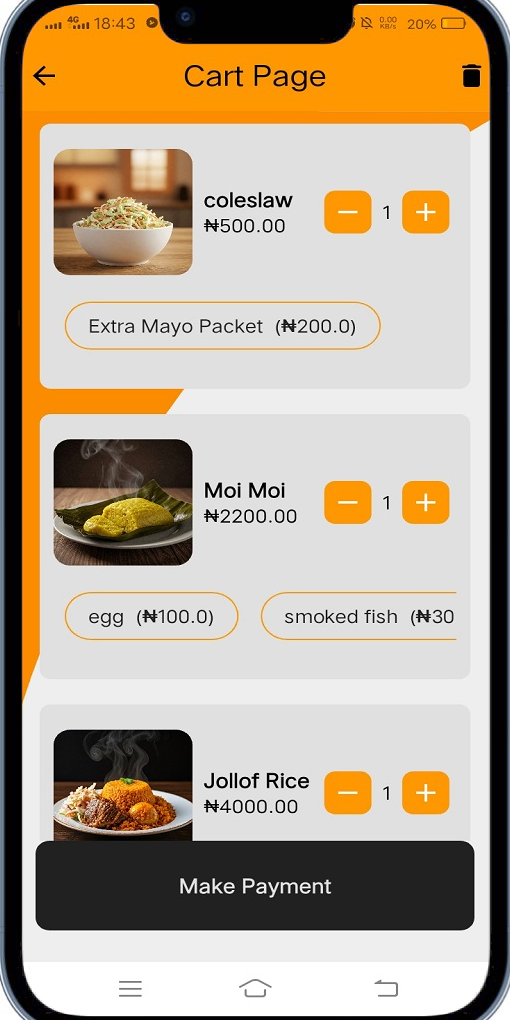 4G 18:43 0.00 KB/s 20%
Cart Page
coleslaw
₦500.00
1
Extra Mayo Packet (₦200.0)
Moi Moi
₦2200.00
1
egg (₦100.0) smoked fish (₦30
Jollof Rice
₦4000.00
1
Make Payment